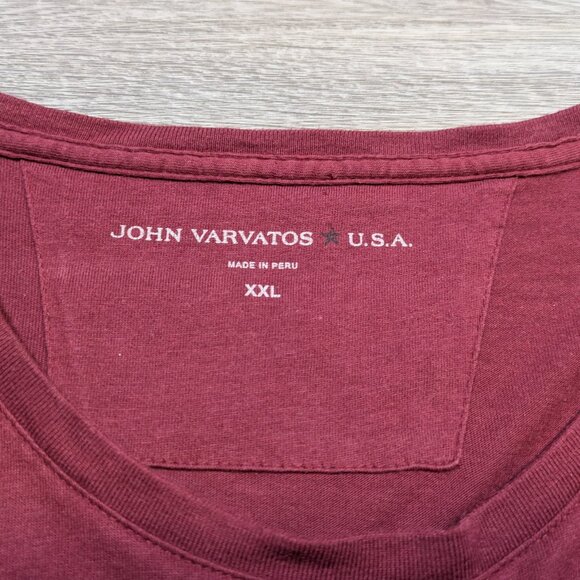 JOHN VARVATOS ★ U.S.A.
MADE IN PERU
XXL